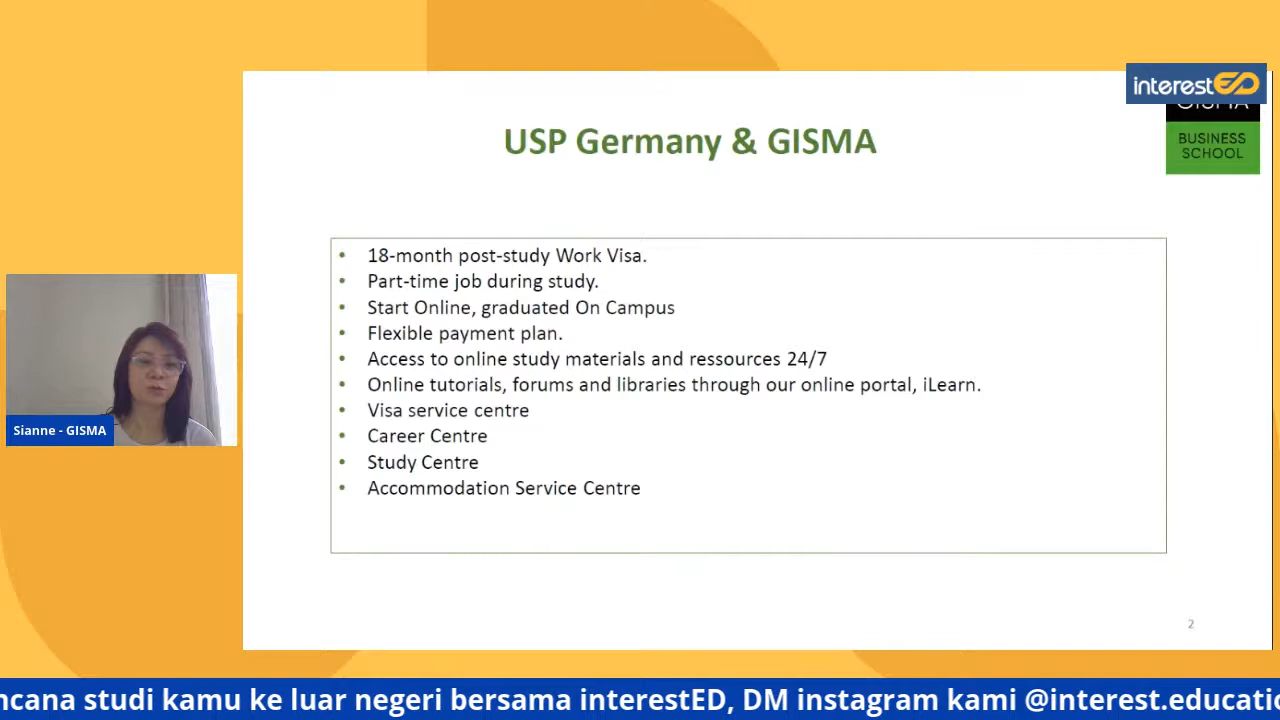 interestED
GISMA
BUSINESS
SCHOOL
USP Germany & GISMA
• 18-month post-study Work Visa.
• Part-time job during study.
• Start Online, graduated On Campus
• Flexible payment plan.
• Access to online study materials and ressources 24/7
• Online tutorials, forums and libraries through our online portal, iLearn.
• Visa service centre
• Career Centre
• Study Centre
• Accommodation Service Centre
Sianne - GISMA
2
ncana studi kamu ke luar negeri bersama interestED, DM instagram kami @interest.educatio